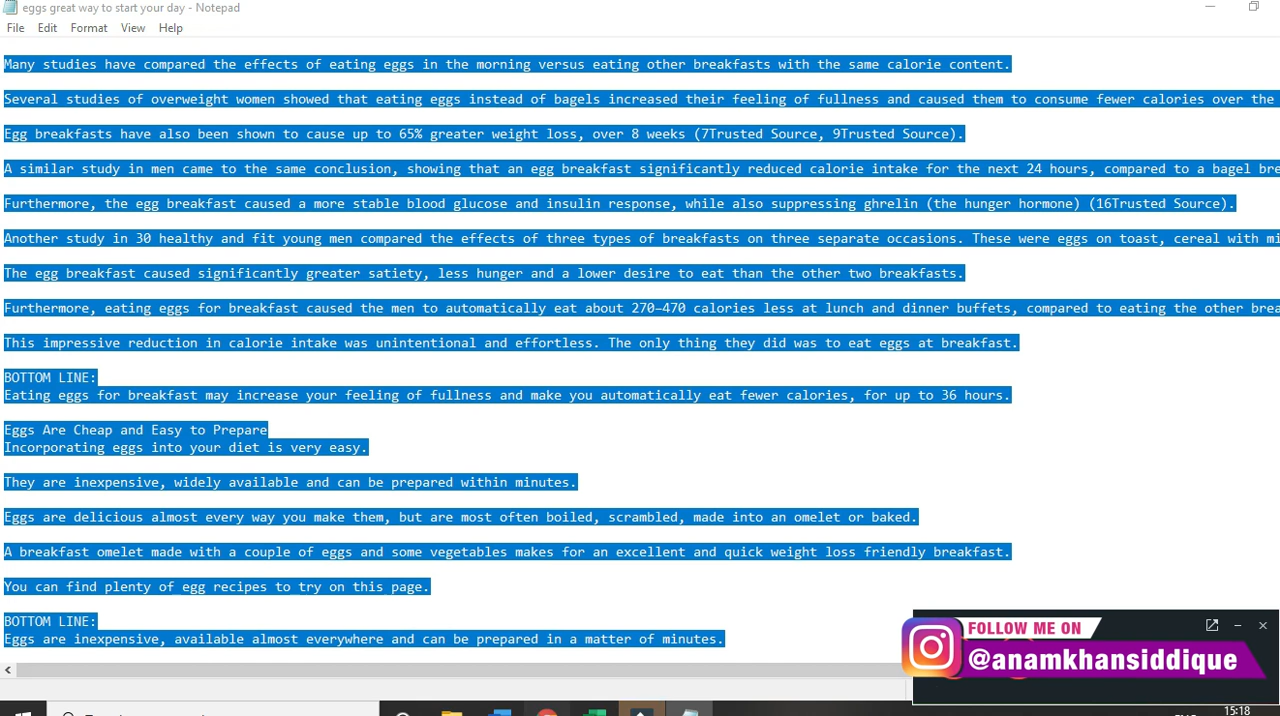 eggs great way to start your day - Notepad
File Edit Format View Help
Many studies have compared the effects of eating eggs in the morning versus eating other breakfasts with the same calorie content.
Several studies of overweight women showed that eating eggs instead of bagels increased their feeling of fullness and caused them to consume fewer calories over the
Egg breakfasts have also been shown to cause up to 65% greater weight loss, over 8 weeks (7Trusted Source, 9Trusted Source).
A similar study in men came to the same conclusion, showing that an egg breakfast significantly reduced calorie intake for the next 24 hours, compared to a bagel bre
Furthermore, the egg breakfast caused a more stable blood glucose and insulin response, while also suppressing ghrelin (the hunger hormone) (16Trusted Source).
Another study in 30 healthy and fit young men compared the effects of three types of breakfasts on three separate occasions. These were eggs on toast, cereal with mi
The egg breakfast caused significantly greater satiety, less hunger and a lower desire to eat than the other two breakfasts.
Furthermore, eating eggs for breakfast caused the men to automatically eat about 270–470 calories less at lunch and dinner buffets, compared to eating the other brea
This impressive reduction in calorie intake was unintentional and effortless. The only thing they did was to eat eggs at breakfast.
BOTTOM LINE:
Eating eggs for breakfast may increase your feeling of fullness and make you automatically eat fewer calories, for up to 36 hours.
Eggs Are Cheap and Easy to Prepare
Incorporating eggs into your diet is very easy.
They are inexpensive, widely available and can be prepared within minutes.
Eggs are delicious almost every way you make them, but are most often boiled, scrambled, made into an omelet or baked.
A breakfast omelet made with a couple of eggs and some vegetables makes for an excellent and quick weight loss friendly breakfast.
You can find plenty of egg recipes to try on this page.
BOTTOM LINE:
Eggs are inexpensive, available almost everywhere and can be prepared in a matter of minutes.
FOLLOW ME ON
@anamkhansiddique
15:18